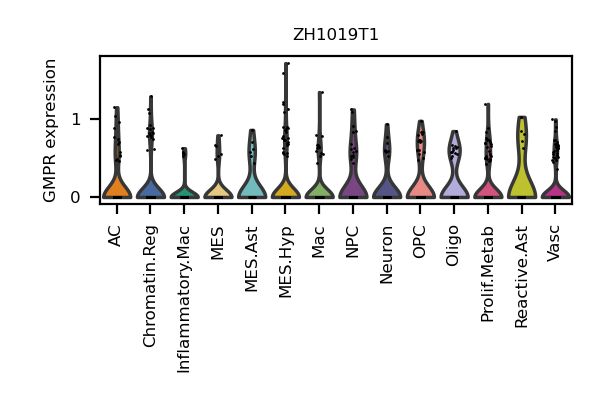 ZH1019T1
GMPR expression
1
0
AC
Chromatin.Reg
Inflammatory.Mac
MES
MES.Ast
MES.Hyp
Mac
NPC
Neuron
OPC
Oligo
Prolif.Metab
Reactive.Ast
Vasc